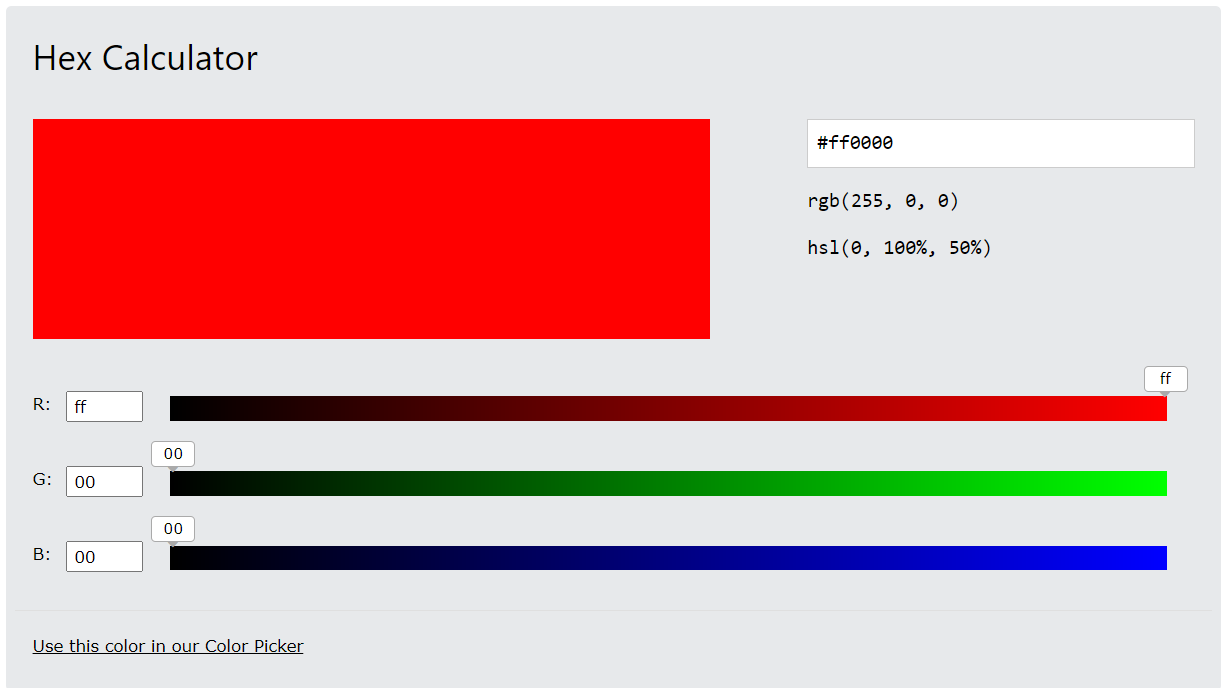 Hex Calculator
#ff0000
rgb(255, 0, 0)
hsl(0, 100%, 50%)
ff
R: ff
00
G: 00
00
B: 00
Use this color in our Color Picker